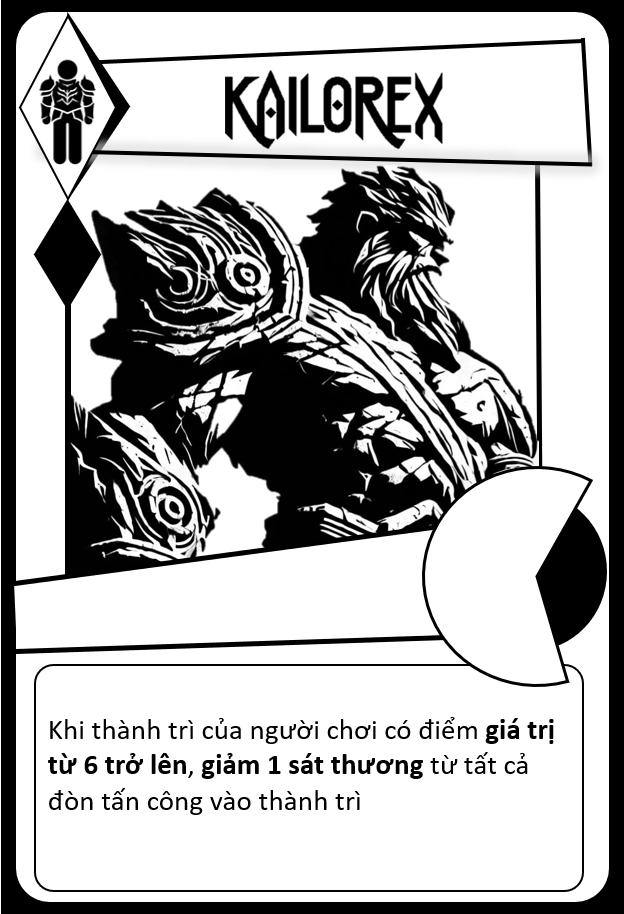 KAILOREX
Khi thành trì của người chơi có điểm giá trị
từ 6 trở lên, giảm 1 sát thương từ tất cả
đòn tấn công vào thành trì